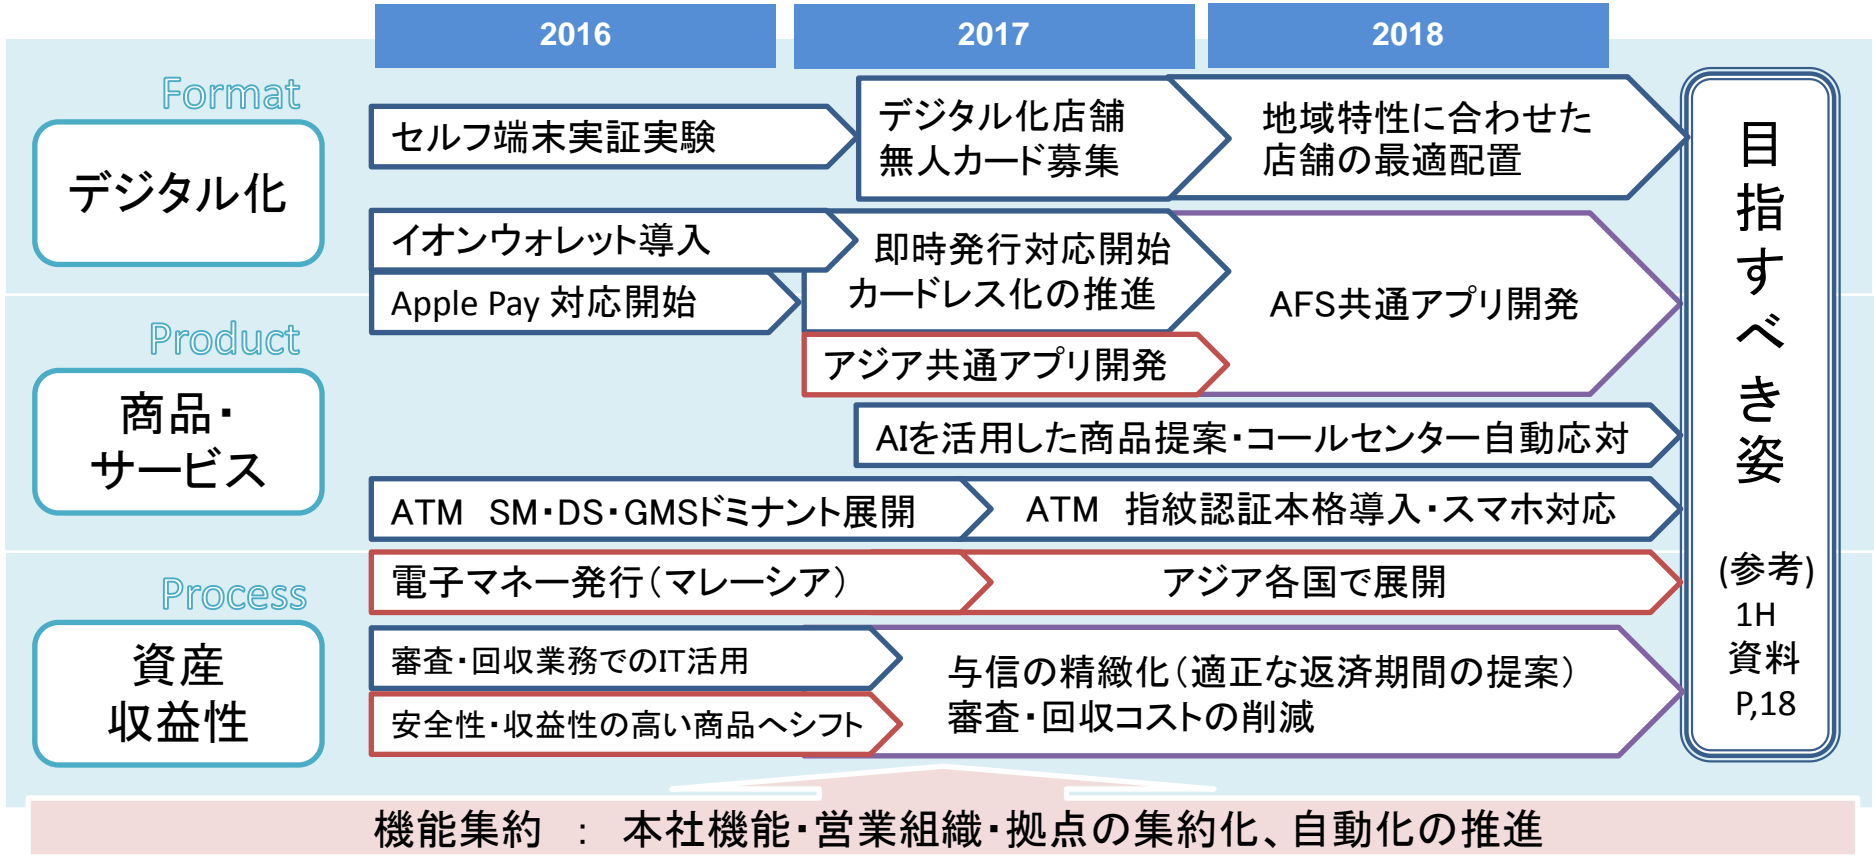 2016
2017
2018
Format
デジタル化
セルフ端末実証実験
デジタル化店舗
無人カード募集
地域特性に合わせた
店舗の最適配置
イオンウォレット導入
Apple Pay 対応開始
即時発行対応開始
カードレス化の推進
アジア共通アプリ開発
AFS共通アプリ開発
Product
商品・
サービス
AIを活用した商品提案・コールセンター自動応対
ATM　SM・DS・GMSドミナント展開
ATM　指紋認証本格導入・スマホ対応
電子マネー発行（マレーシア）
アジア各国で展開
Process
資産
収益性
審査・回収業務でのIT活用
安全性・収益性の高い商品へシフト
与信の精緻化（適正な返済期間の提案）
審査・回収コストの削減
目指すべき姿
(参考)
1H
資料
P,18
機能集約　：　本社機能・営業組織・拠点の集約化、自動化の推進